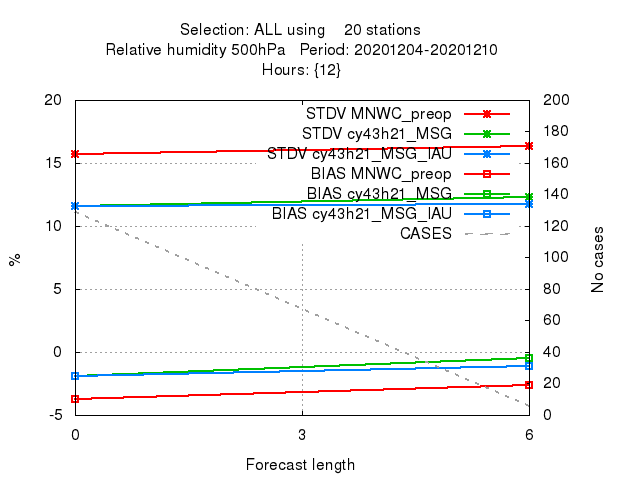 Selection: ALL using    20 stations
Relative humidity 500hPa   Period: 20201204-20201210
Hours: {12}
STDV MNWC_preop
STDV cy43h21_MSG
STDV cy43h21_MSG_IAU
BIAS MNWC_preop
BIAS cy43h21_MSG
BIAS cy43h21_MSG_IAU
CASES
20
15
10
5
0
-5
%
200
180
160
140
120
100
80
60
40
20
0
No cases
0 3 6
Forecast length